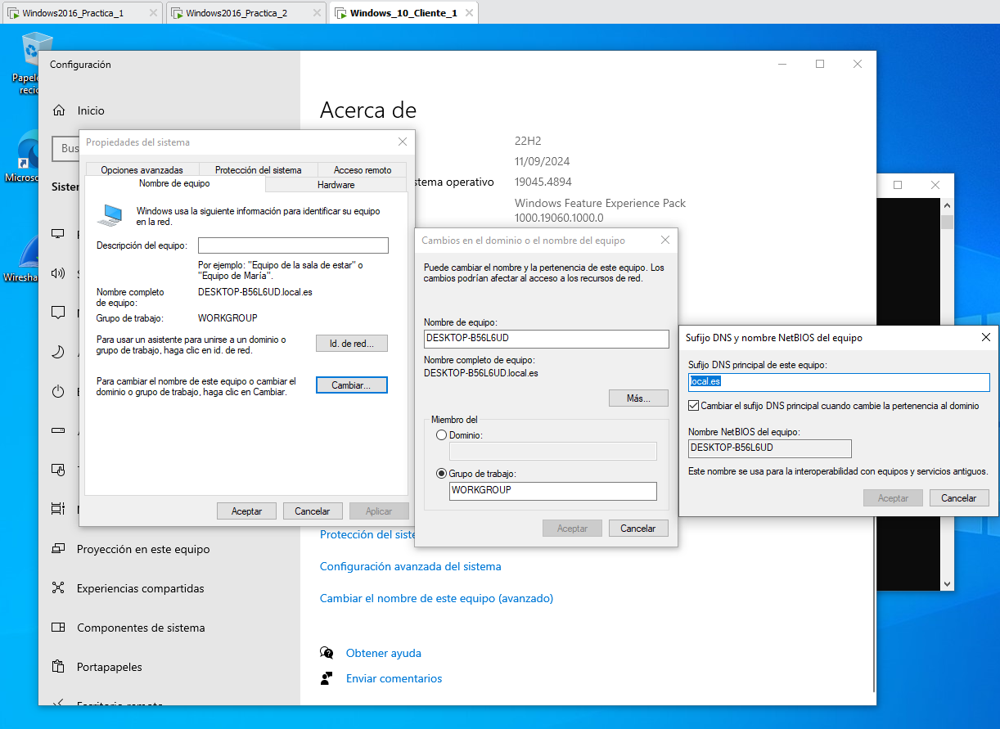 Windows2016_Practica_1
Windows2016_Practica_2
Windows_10_Cliente_1
Configuración
Inicio
Acerca de
22H2
11/09/2024
19045.4894
Windows Feature Experience Pack
1000.19060.1000.0
Propiedades del sistema
Opciones avanzadas
Protección del sistema
Acceso remoto
Nombre de equipo
Hardware
Windows usa la siguiente información para identificar su equipo
en la red.
Descripción del equipo:
Por ejemplo: "Equipo de la sala de estar" o
"Equipo de María".
Nombre completo
de equipo:
DESKTOP-B56L6UD.local.es
Grupo de trabajo:
WORKGROUP
Para usar un asistente para unirse a un dominio o
grupo de trabajo, haga clic en id. de red.
Id. de red...
Para cambiar el nombre de este equipo o cambiar el
dominio o grupo de trabajo, haga clic en Cambiar.
Cambiar...
Aceptar
Cancelar
Aplicar
Cambios en el dominio o el nombre del equipo
Puede cambiar el nombre y la pertenencia de este equipo. Los
cambios podrían afectar al acceso a los recursos de red.
Nombre de equipo:
DESKTOP-B56L6UD
Nombre completo de equipo:
DESKTOP-B56L6UD.local.es
Más...
Miembro del
Dominio:
Grupo de trabajo:
WORKGROUP
Aceptar
Cancelar
Sufijo DNS y nombre NetBIOS del equipo
Sufijo DNS principal de este equipo:
local.es
Cambiar el sufijo DNS principal cuando cambie la pertenencia al dominio
Nombre NetBIOS del equipo:
DESKTOP-B56L6UD
Este nombre se usa para la interoperabilidad con equipos y servicios antiguos.
Aceptar
Cancelar
operativo
Protección del
Configuración avanzada del sistema
Cambiar el nombre de este equipo (avanzado)
Obtener ayuda
Enviar comentarios
Proyección en este equipo
Experiencias compartidas
Componentes de sistema
Portapapeles